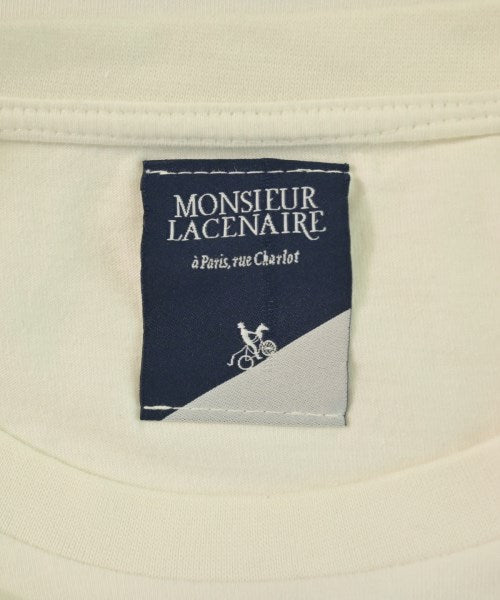 MONSIEUR
LACENAIRE
à Paris, rue Charlot